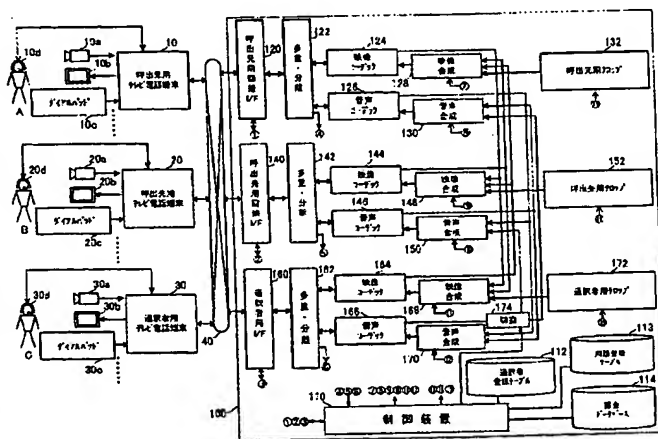 10d
10a
10b
10
呼出元用
テレビ電話端末
A
ダイアルパッド
10c
20d
20a
20b
20
呼出先用
テレビ電話端末
B
ダイアルパッド
20c
30d
30a
30b
30
通訳者用
テレビ電話端末
C
ダイアルパッド
30c
40
100
120
呼出元用回線I/F
122
多重・分離
124
映像
コーデック
126
音声
コーデック
128
映像
合成
130
音声
合成
132
呼出元用テロップ
140
呼出先用回線I/F
142
多重・分離
144
映像
コーデック
146
音声
コーデック
148
映像
合成
150
音声
合成
152
呼出先用テロップ
160
通訳者用I/F
162
多重・分離
164
映像
コーデック
166
音声
コーデック
169
映像
合成
170
音声
合成
172
通訳者用テロップ
174
切換
110
制御装置
①②③
112
通訳者
登録テーブル
113
用語登録
テーブル
114